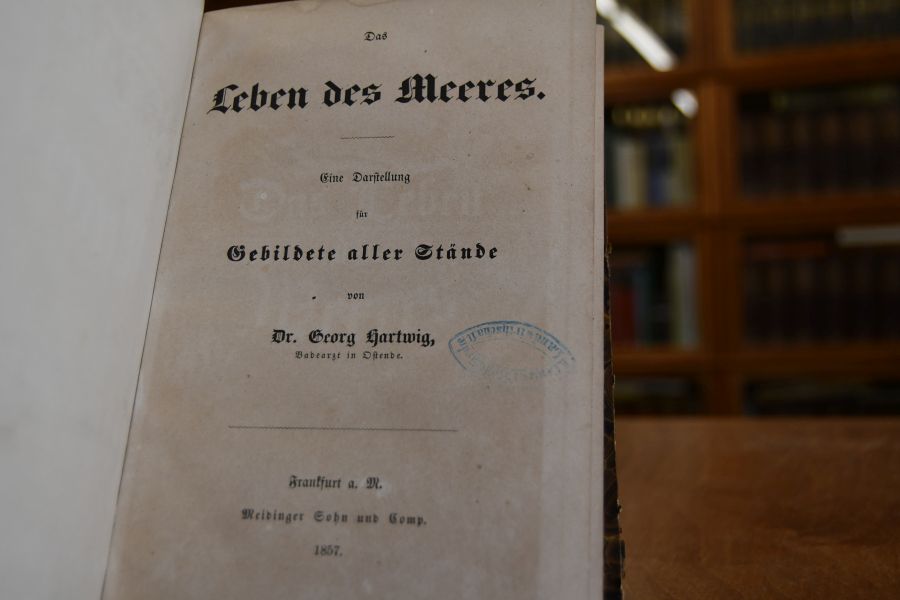 Das
Leben des Meeres.
Eine Darstellung
für
Gebildete aller Stände
von
Dr. Georg Hartwig,
Badearzt in Ostende.
Frankfurt a. M.
Meidinger Sohn und Comp.
1857.